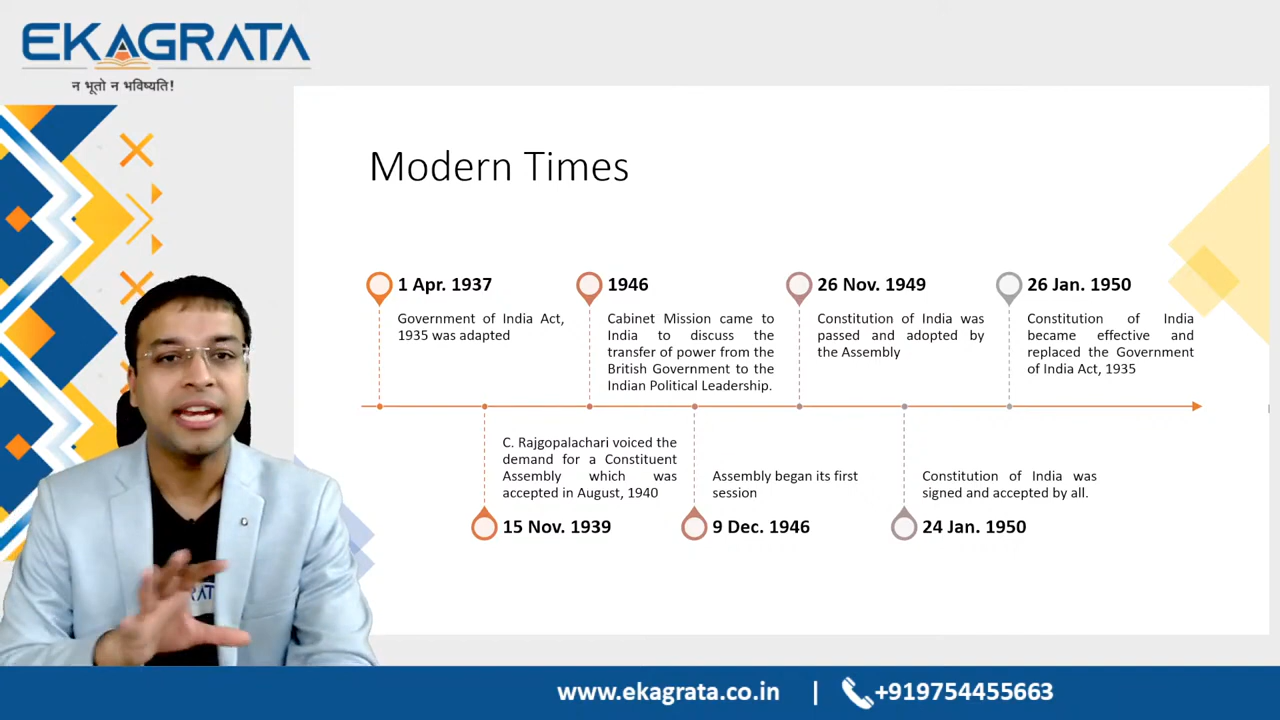 EKAGRATA
न भूतो न भविष्यति!
Modern Times
1 Apr. 1937
Government of India Act,
1935 was adapted
1946
Cabinet Mission came to
India to discuss the
transfer of power from the
British Government to the
Indian Political Leadership.
26 Nov. 1949
Constitution of India was
passed and adopted by
the Assembly
26 Jan. 1950
Constitution of India
became effective and
replaced the Government
of India Act, 1935
C. Rajgopalachari voiced the
demand for a Constituent
Assembly which was
accepted in August, 1940
15 Nov. 1939
Assembly began its first
session
9 Dec. 1946
Constitution of India was
signed and accepted by all.
24 Jan. 1950
www.ekagrata.co.in | +919754455663